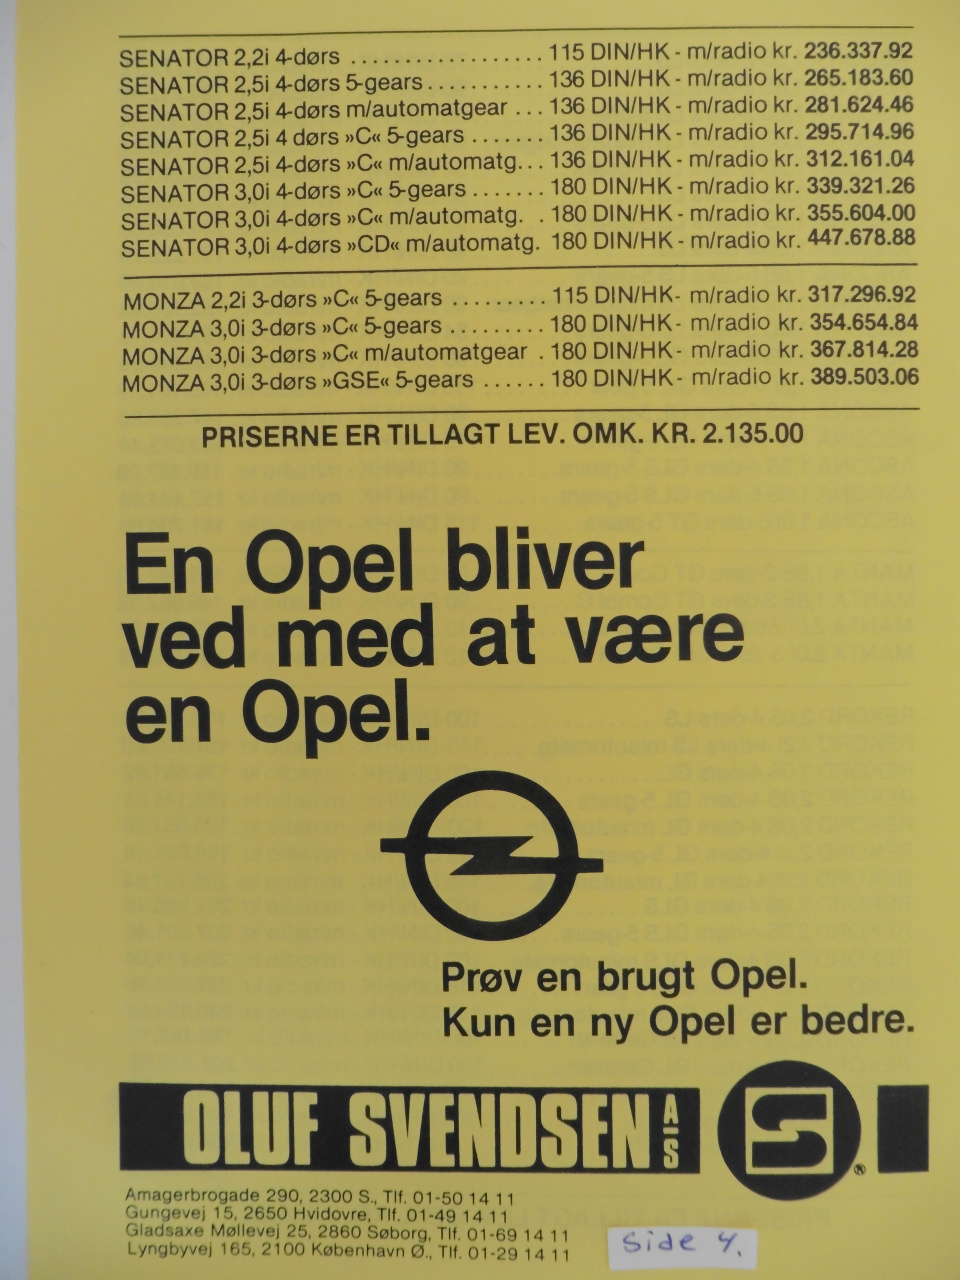 SENATOR 2,2i 4-dørs .................. 115 DIN/HK - m/radio kr. 236.337.92
SENATOR 2,5i 4-dørs 5-gears ........... 136 DIN/HK - m/radio kr. 265.183.60
SENATOR 2,5i 4-dørs m/automatgear ... 136 DIN/HK - m/radio kr. 281.624.46
SENATOR 2,5i 4 dørs »C« 5-gears ....... 136 DIN/HK - m/radio kr. 295.714.96
SENATOR 2,5i 4-dørs »C« m/automatg... 136 DIN/HK - m/radio kr. 312.161.04
SENATOR 3,0i 4-dørs »C« 5-gears ....... 180 DIN/HK - m/radio kr. 339.321.26
SENATOR 3,0i 4-dørs »C« m/automatg. . 180 DIN/HK - m/radio kr. 355.604.00
SENATOR 3,0i 4-dørs »CD« m/automatg. 180 DIN/HK - m/radio kr. 447.678.88
MONZA 2,2i 3-dørs »C« 5-gears ......... 115 DIN/HK- m/radio kr. 317.296.92
MONZA 3,0i 3-dørs »C« 5-gears ......... 180 DIN/HK- m/radio kr. 354.654.84
MONZA 3,0i 3-dørs »C« m/automatgear . 180 DIN/HK- m/radio kr. 367.814.28
MONZA 3,0i 3-dørs »GSE« 5-gears ...... 180 DIN/HK- m/radio kr. 389.503.06
PRISERNE ER TILLAGT LEV. OMK. KR. 2.135.00
En Opel bliver
ved med at være
en Opel.
Prøv en brugt Opel.
Kun en ny Opel er bedre.
OLUF SVENDSEN A-S
®
Amagerbrogade 290, 2300 S., Tlf. 01-50 14 11
Gungevej 15, 2650 Hvidovre, Tlf. 01-49 14 11
Gladsaxe Møllevej 25, 2860 Søborg, Tlf. 01-69 14 11
Lyngbyvej 165, 2100 København Ø., Tlf. 01-29 14 11
Side 4.